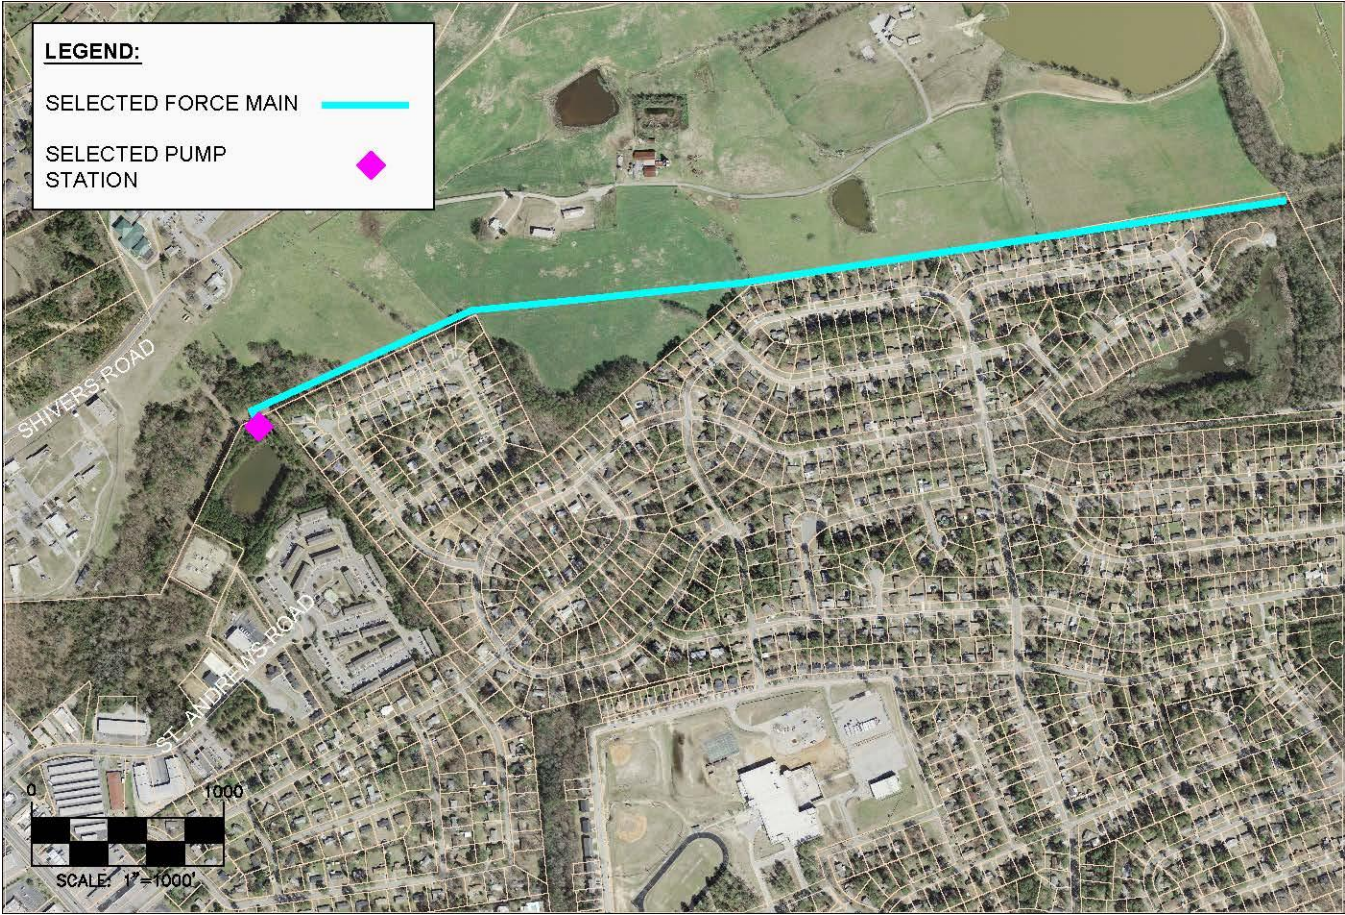 LEGEND:
SELECTED FORCE MAIN
SELECTED PUMP
STATION
SHIVERS ROAD
ST. ANDREWS ROAD
0 1000
SCALE: 1"=1000'